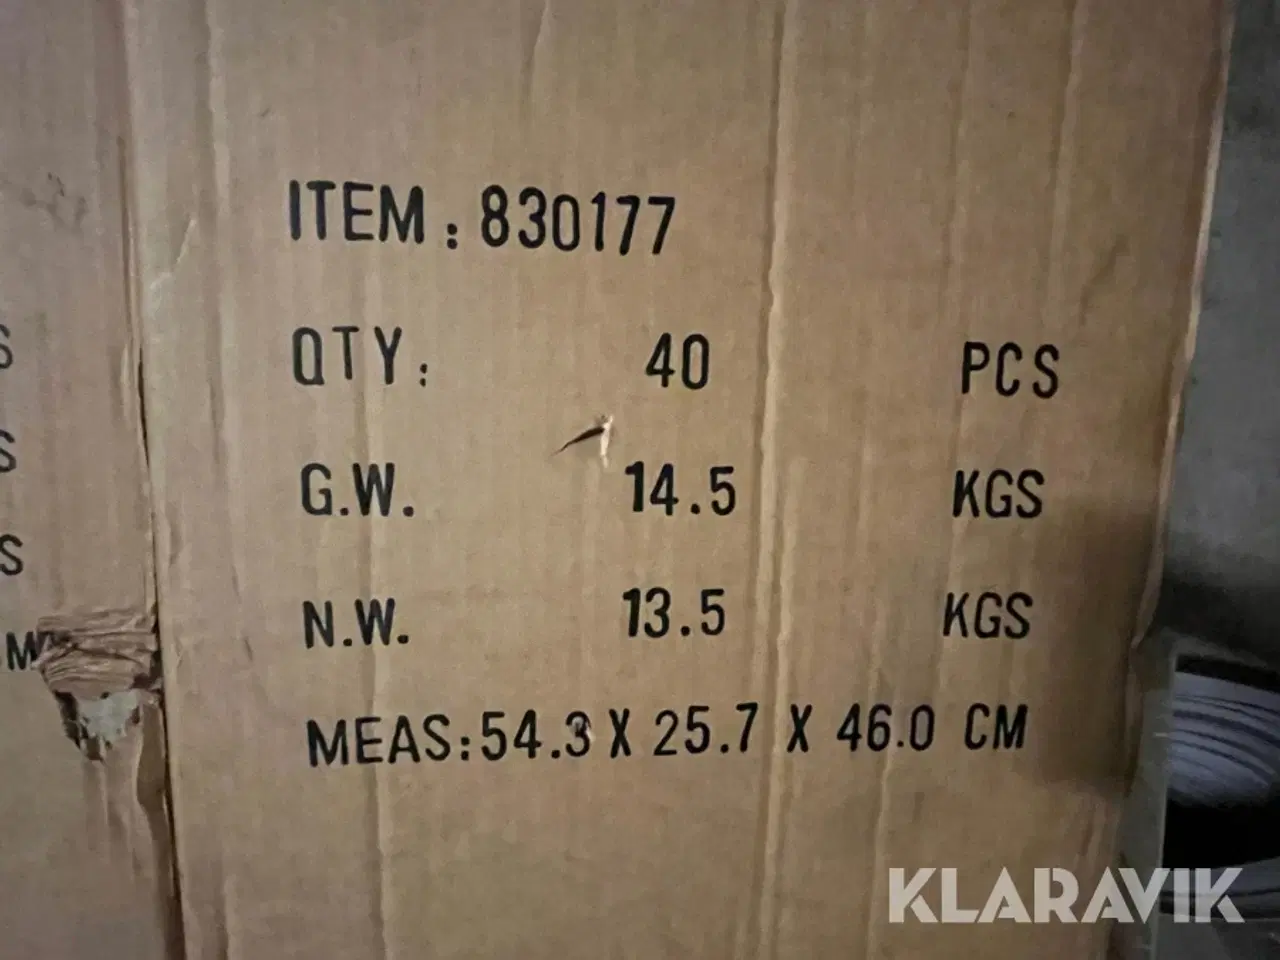 ITEM : 830177
QTY : 40 PCS
G.W. 14.5 KGS
N.W. 13.5 KGS
MEAS: 54.3 X 25.7 X 46.0 CM
S
S
S
M
KLARAVIK